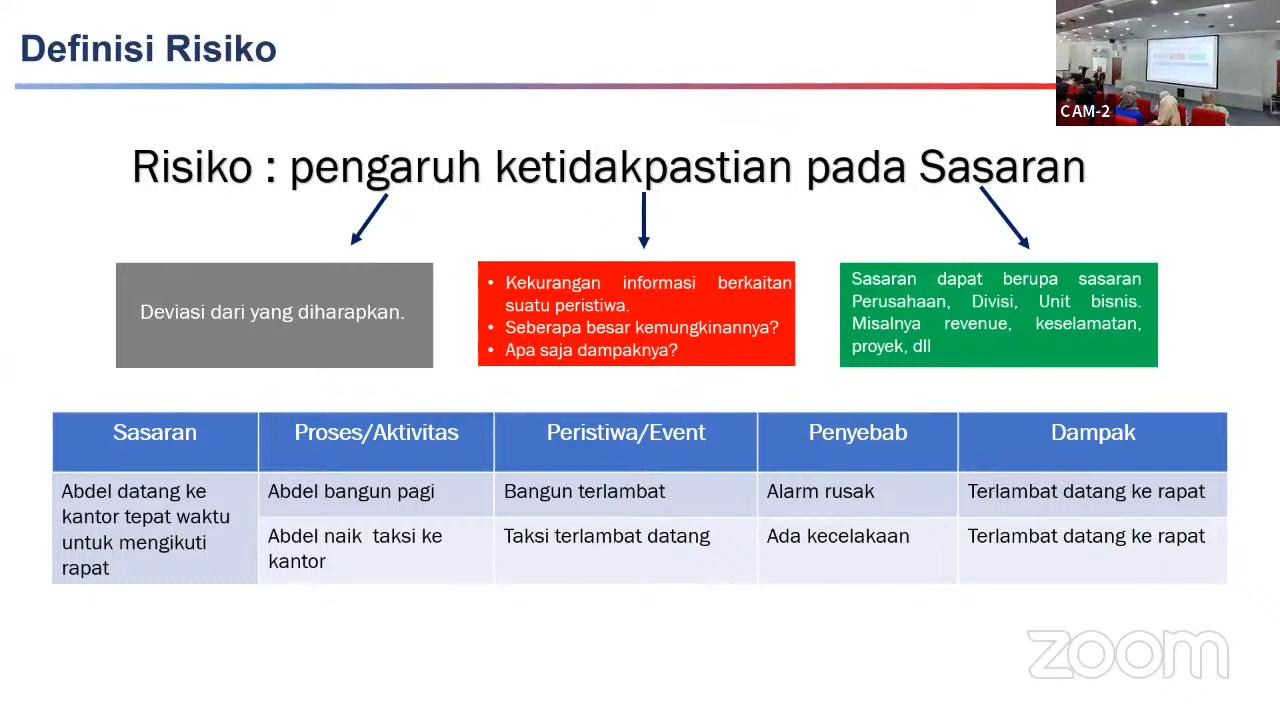 Definisi Risiko
CAM-2
Risiko : pengaruh ketidakpastian pada Sasaran
Deviasi dari yang diharapkan.
• Kekurangan informasi berkaitan
suatu peristiwa.
• Seberapa besar kemungkinannya?
• Apa saja dampaknya?
Sasaran dapat berupa sasaran
Perusahaan, Divisi, Unit bisnis.
Misalnya revenue, keselamatan,
proyek, dll
Sasaran
Proses/Aktivitas
Peristiwa/Event
Penyebab
Dampak
Abdel datang ke
kantor tepat waktu
untuk mengikuti
rapat
Abdel bangun pagi
Bangun terlambat
Alarm rusak
Terlambat datang ke rapat
Abdel naik  taksi ke
kantor
Taksi terlambat datang
Ada kecelakaan
Terlambat datang ke rapat
zoom